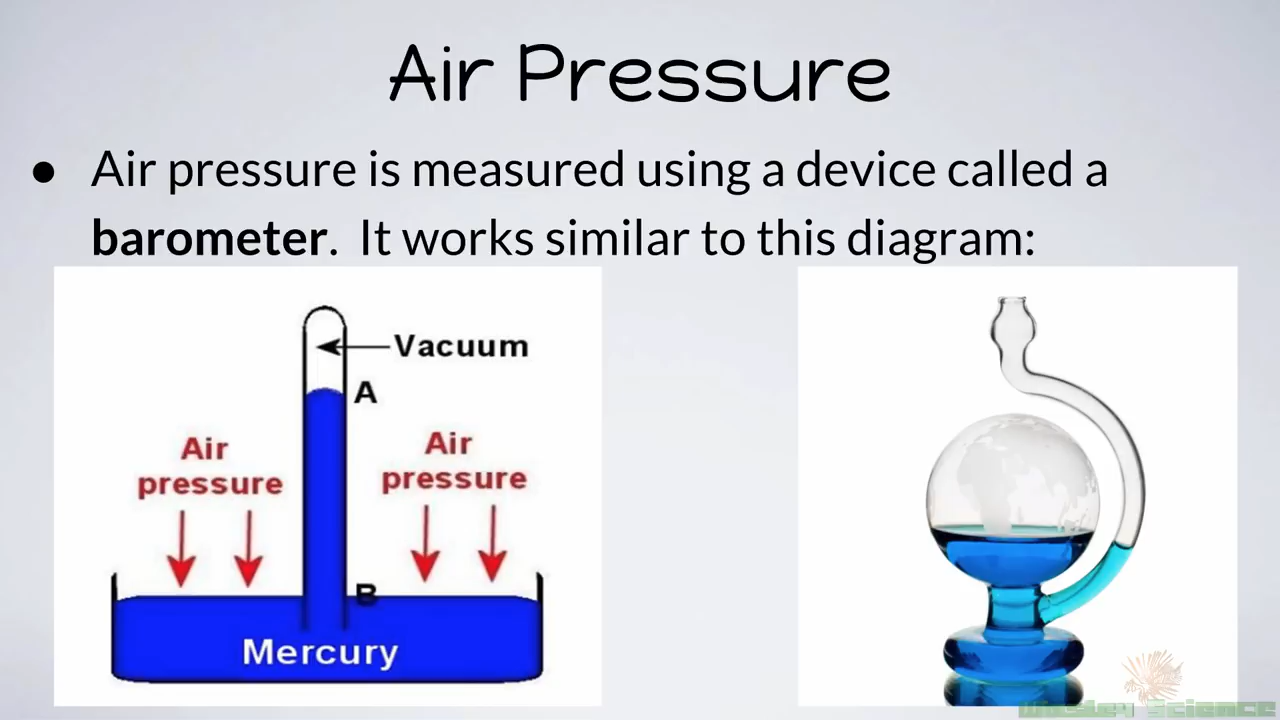 Air Pressure
● Air pressure is measured using a device called a
barometer. It works similar to this diagram:
Vacuum
A
Air
pressure
Air
pressure
B
Mercury
Science